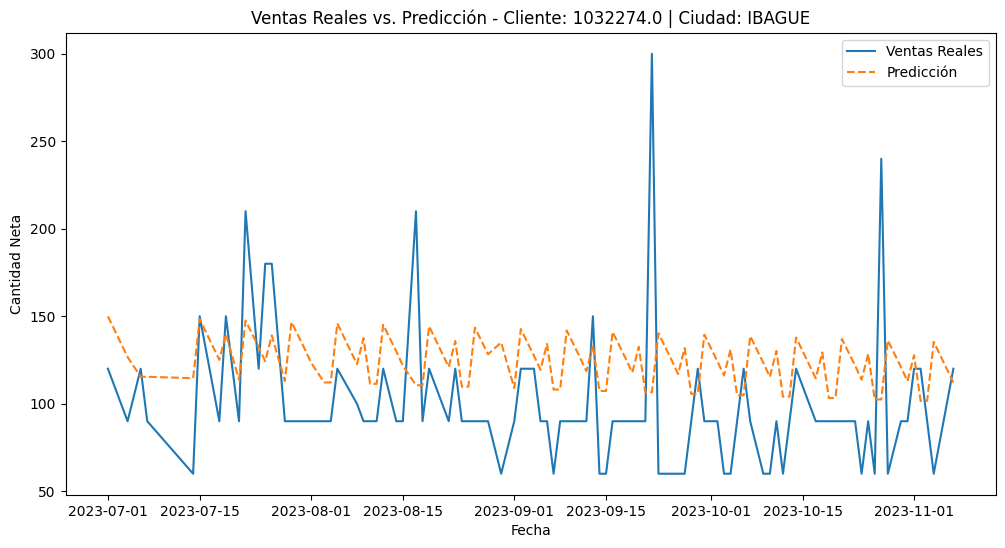 Ventas Reales vs. Predicción - Cliente: 1032274.0 | Ciudad: IBAGUE
Ventas Reales
Predicción
300
250
200
150
100
50
Cantidad Neta
2023-07-01 2023-07-15 2023-08-01 2023-08-15 2023-09-01 2023-09-15 2023-10-01 2023-10-15 2023-11-01
Fecha